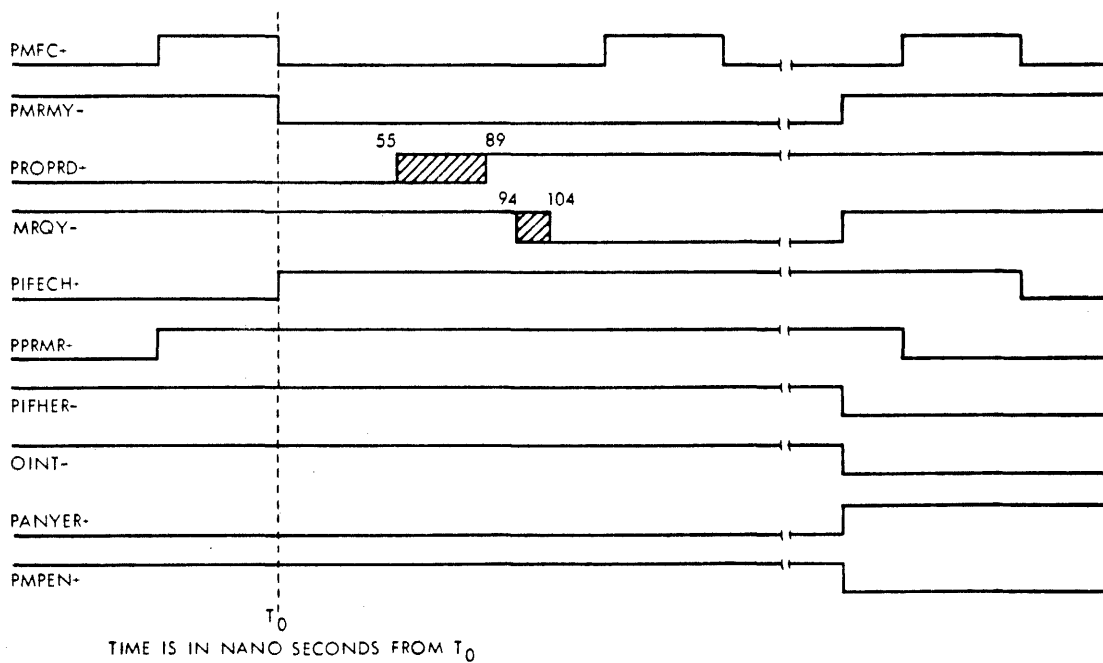 PMFC+
PMRMY-
55 89
PROPRD+
94 104
MRQY-
PIFECH+
PPRMR-
PIFHER-
OINT-
PANYER+
PMPEN+
T0
TIME IS IN NANO SECONDS FROM T0